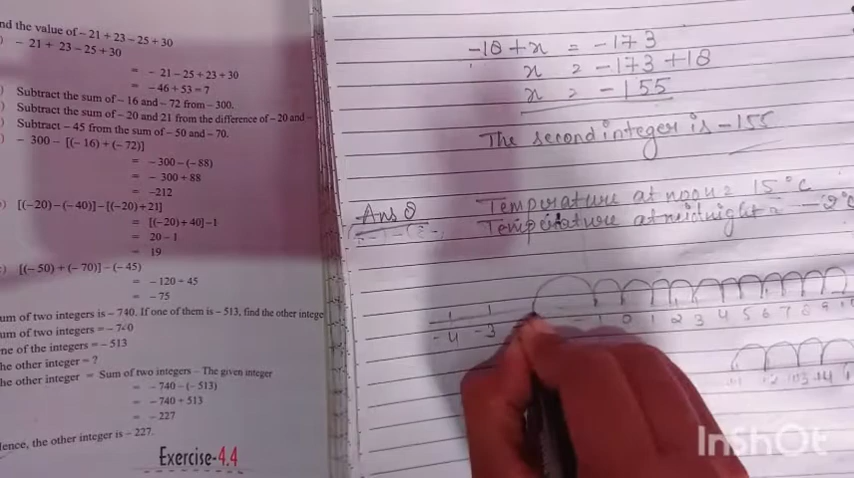 nd the value of – 21 + 23 – 25 + 30
) – 21 + 23 – 25 + 30
= – 21 – 25 + 23 + 30
= – 46 + 53 = 7
) Subtract the sum of – 16 and – 72 from – 300.
) Subtract the sum of – 20 and 21 from the difference of – 20 and –
) Subtract – 45 from the sum of – 50 and – 70.
) – 300 – [(– 16) + (– 72)]
= – 300 – (– 88)
= – 300 + 88
= –212
) [(–20) – (–40)] – [(–20) + 21]
= [(–20) + 40] – 1
= 20 – 1
= 19
) [(– 50) + (– 70)] – (– 45)
= – 120 + 45
= – 75
um of two integers is – 740. If one of them is – 513, find the other intege
um of two integers = – 740
ne of the integers = – 513
he other integer = ?
he other integer = Sum of two integers – The given integer
= – 740 – (– 513)
= – 740 + 513
= – 227
ence, the other integer is – 227.
Exercise-4.4
–18 + x = –173
x = –173 + 18
x = –155
The second integer is –155
Ans 8 Temperature at noon = 15°C
Temperature at midnight = –2°C
–4 –3 0 1 2 3 4 5 6 7 8 9
InShOt